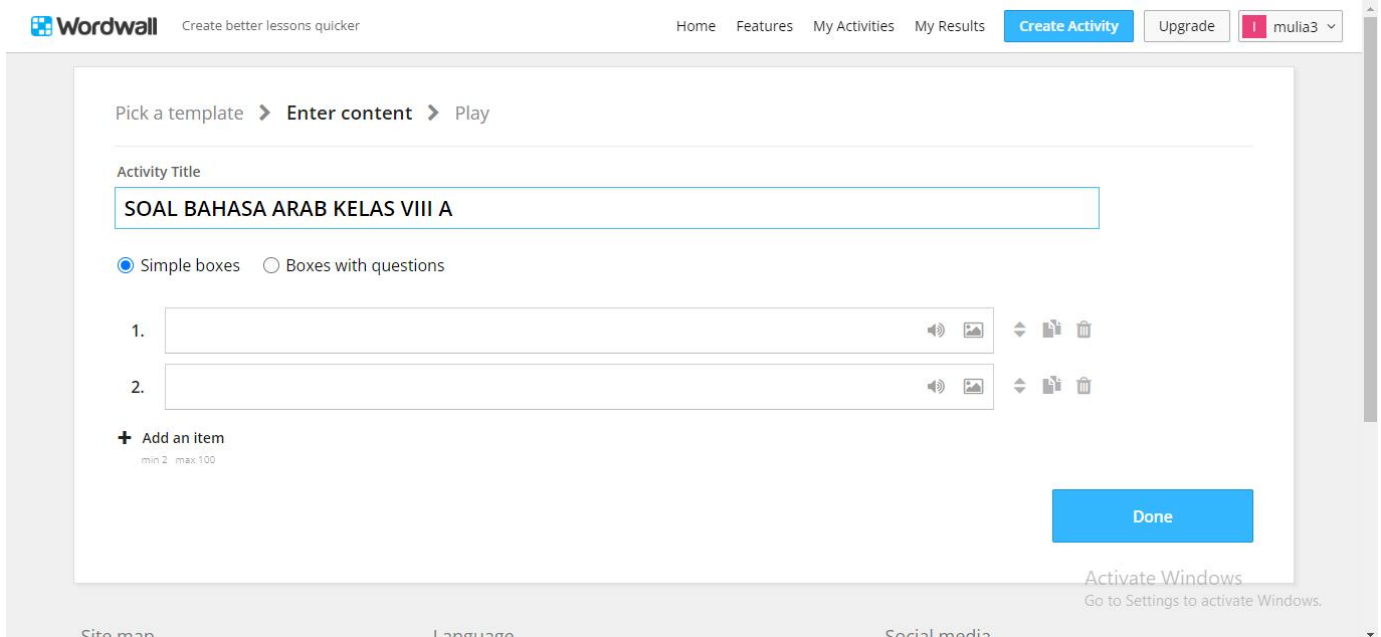 Wordwall Create better lessons quicker Home Features My Activities My Results Create Activity Upgrade I mulia3
Pick a template Enter content Play
Activity Title
SOAL BAHASA ARAB KELAS VIII A
Simple boxes Boxes with questions
1.
2.
+ Add an item
min 2 max 100
Done
Activate Windows
Go to Settings to activate Windows.
Site map Language Social media